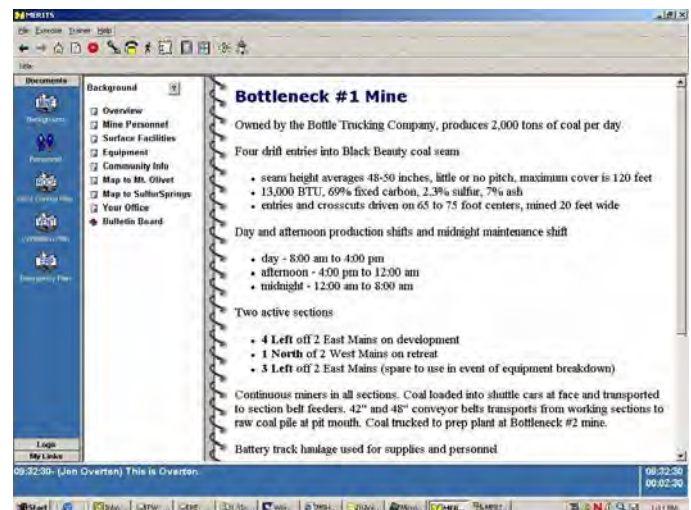 MERITS
File Exercise Trainer Help
Title
Documents
Background
Personnel
Emergency Plans
Logs
My Links
Background
Overview
Mine Personnel
Surface Facilities
Equipment
Community Info
Map to Mt. Olivet
Map to SulfurSprings
Your Office
Bulletin Board
Bottleneck #1 Mine
Owned by the Bottle Trucking Company, produces 2,000 tons of coal per day.
Four drift entries into Black Beauty coal seam
• seam height averages 48-50 inches, little or no pitch, maximum cover is 120 feet
• 13,000 BTU, 69% fixed carbon, 2.3% sulfur, 7% ash
• entries and crosscuts driven on 65 to 75 foot centers, mined 20 feet wide
Day and afternoon production shifts and midnight maintenance shift
• day - 8:00 am to 4:00 pm
• afternoon - 4:00 pm to 12:00 am
• midnight - 12:00 am to 8:00 am
Two active sections
• 4 Left off 2 East Mains on development
• 1 North of 2 West Mains on retreat
• 3 Left off 2 East Mains (spare to use in event of equipment breakdown)
Continuous miners in all sections. Coal loaded into shuttle cars at face and transported
to section belt feeders. 42" and 48" conveyor belts transports from working sections to
raw coal pile at pit mouth. Coal trucked to prep plant at Bottleneck #2 mine.
Battery track haulage used for supplies and personnel
09:32:30- (Jon Overton) This is Overton.
09:32:30
00:02:30
Start